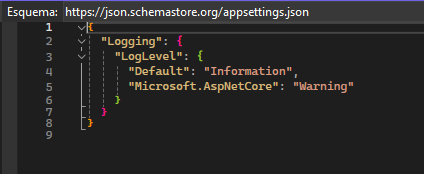 Esquema: https://json.schemastore.org/appsettings.json
1 {
2 "Logging": {
3 "LogLevel": {
4 "Default": "Information",
5 "Microsoft.AspNetCore": "Warning"
6 }
7 }
8 }
9